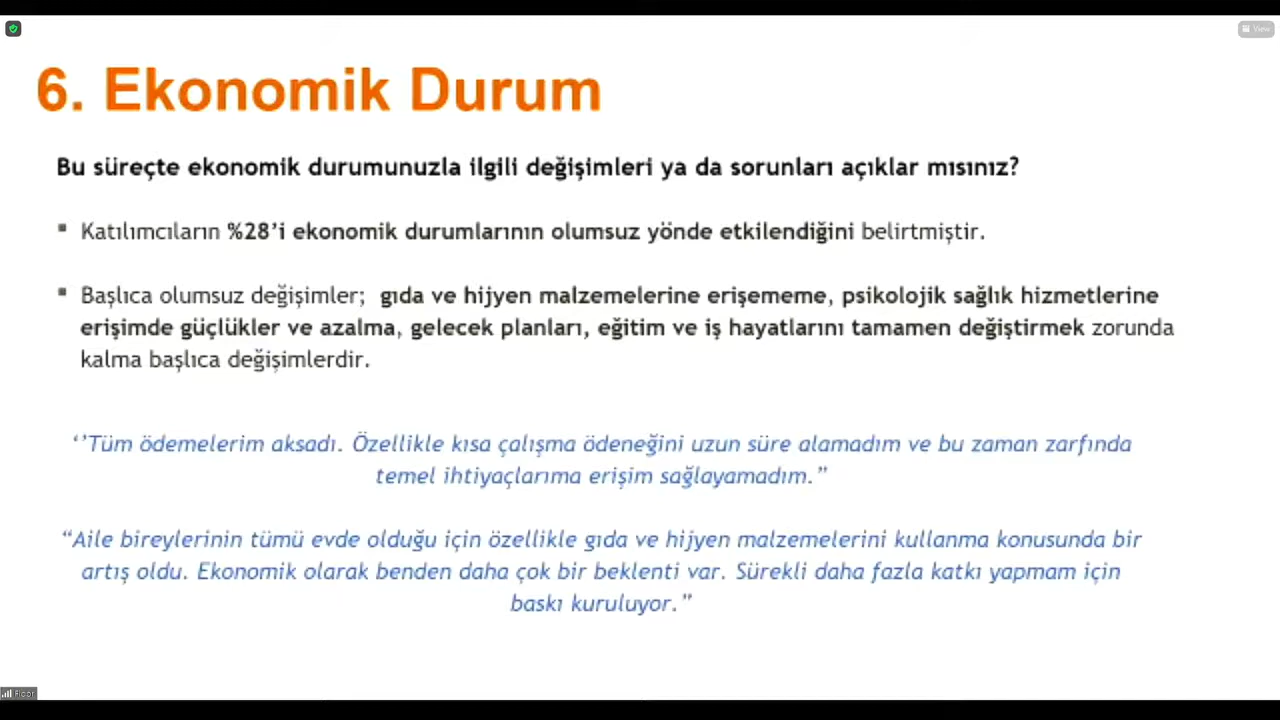 View
6. Ekonomik Durum
Bu süreçte ekonomik durumunuzla ilgili değişimleri ya da sorunları açıklar mısınız?
▪ Katılımcıların %28’i ekonomik durumlarının olumsuz yönde etkilendiğini belirtmiştir.
▪ Başlıca olumsuz değişimler; gıda ve hijyen malzemelerine erişememe, psikolojik sağlık hizmetlerine
erişimde güçlükler ve azalma, gelecek planları, eğitim ve iş hayatlarını tamamen değiştirmek zorunda
kalma başlıca değişimlerdir.
‘’Tüm ödemelerim aksadı. Özellikle kısa çalışma ödeneğini uzun süre alamadım ve bu zaman zarfında
temel ihtiyaçlarıma erişim sağlayamadım.”
“Aile bireylerinin tümü evde olduğu için özellikle gıda ve hijyen malzemelerini kullanma konusunda bir
artış oldu. Ekonomik olarak benden daha çok bir beklenti var. Sürekli daha fazla katkı yapmam için
baskı kuruluyor.”